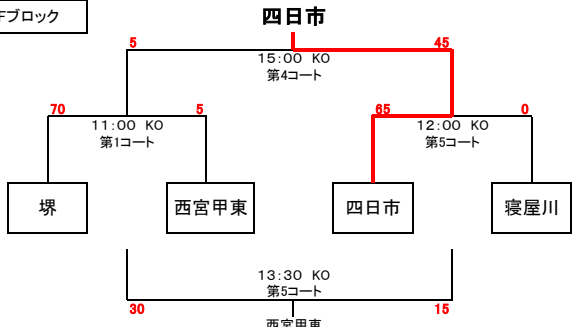 Fブロック
四日市
5
45
15:00 KO
第4コート
70
5
65
0
11:00 KO
第1コート
12:00 KO
第5コート
堺
西宮甲東
四日市
寝屋川
13:30 KO
第5コート
30
15
西宮甲東